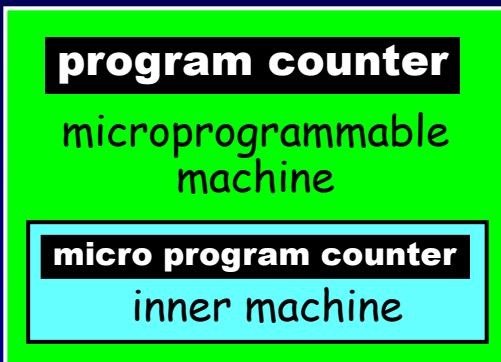 program counter
microprogrammable
machine
micro program counter
inner machine